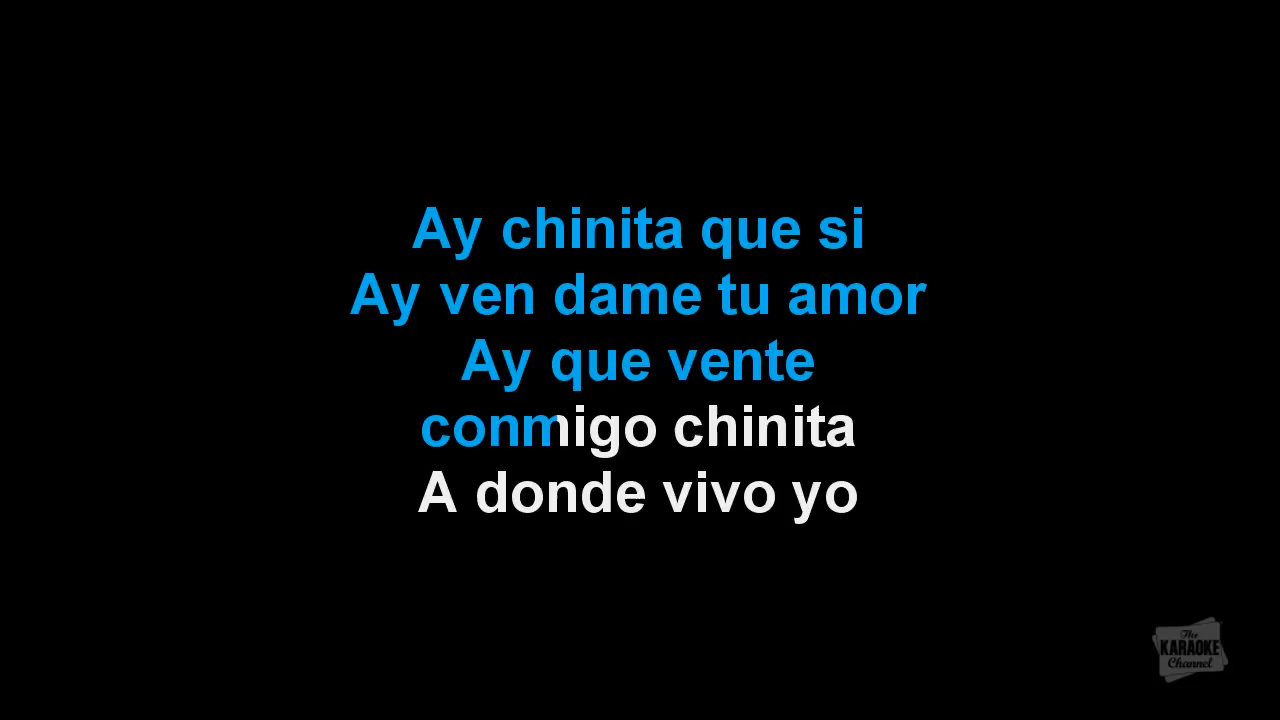 Ay chinita que si
Ay ven dame tu amor
Ay que vente
conmigo chinita
A donde vivo yo
The
KARAOKE
Channel